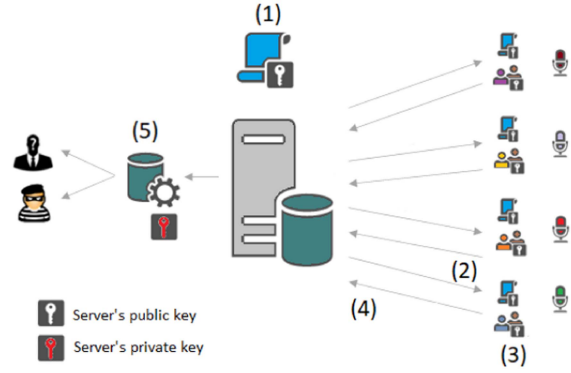 (1)
(5)
(2)
(4)
(3)
Server's public key
Server's private key